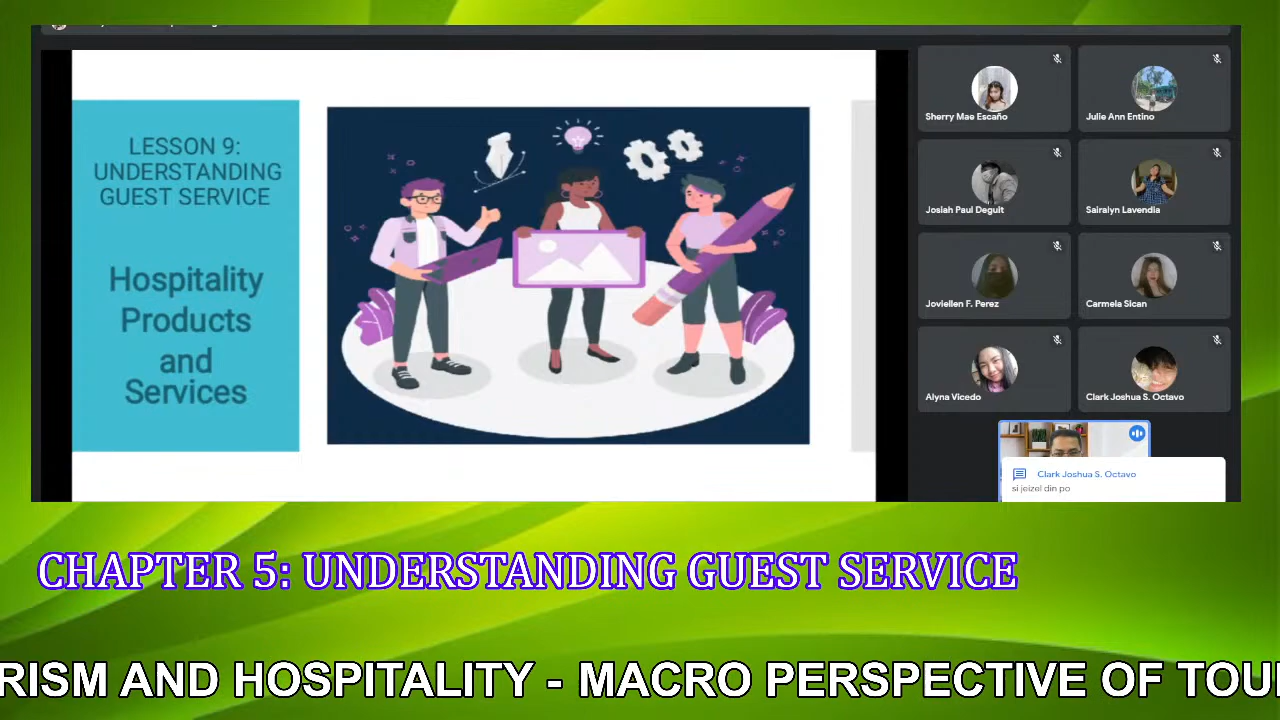 LESSON 9:
UNDERSTANDING
GUEST SERVICE
Hospitality
Products
and
Services
Sherry Mae Escaño
Julie Ann Entino
Josiah Paul Deguit
Sairalyn Lavendia
Joviellen F. Perez
Carmela Sican
Alyna Vicedo
Clark Joshua S. Octavo
Clark Joshua S. Octavo
si jeizel din po
CHAPTER 5: UNDERSTANDING GUEST SERVICE
RISM AND HOSPITALITY - MACRO PERSPECTIVE OF TOU